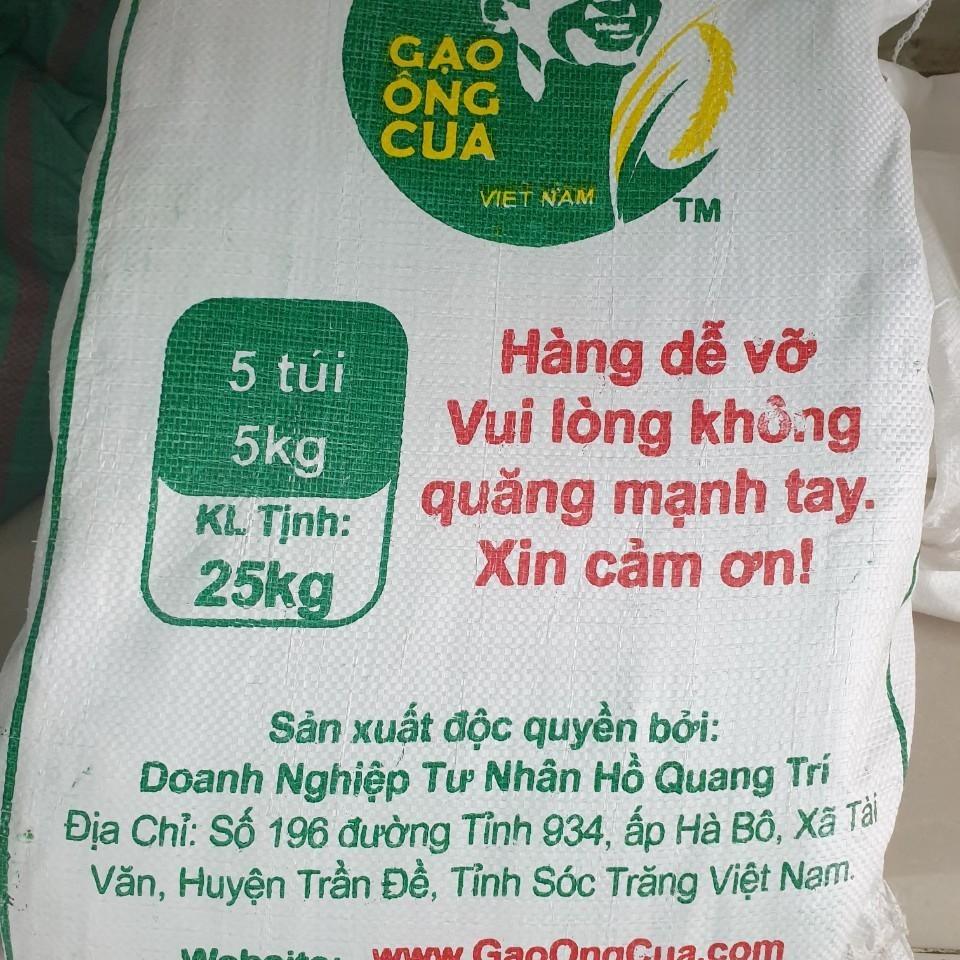 GẠO
ÔNG
CUA
VIET NAM
TM
5 túi
5kg
KL Tịnh:
25kg
Hàng dễ vỡ
Vui lòng không
quăng mạnh tay.
Xin cảm ơn!
Sản xuất độc quyền bởi:
Doanh Nghiệp Tư Nhân Hồ Quang Trí
Địa Chỉ: Số 196 đường Tỉnh 934, ấp Hà Bô, Xã Tài
Văn, Huyện Trần Đề, Tỉnh Sóc Trăng Việt Nam.
Website: www.GaoOngCua.com